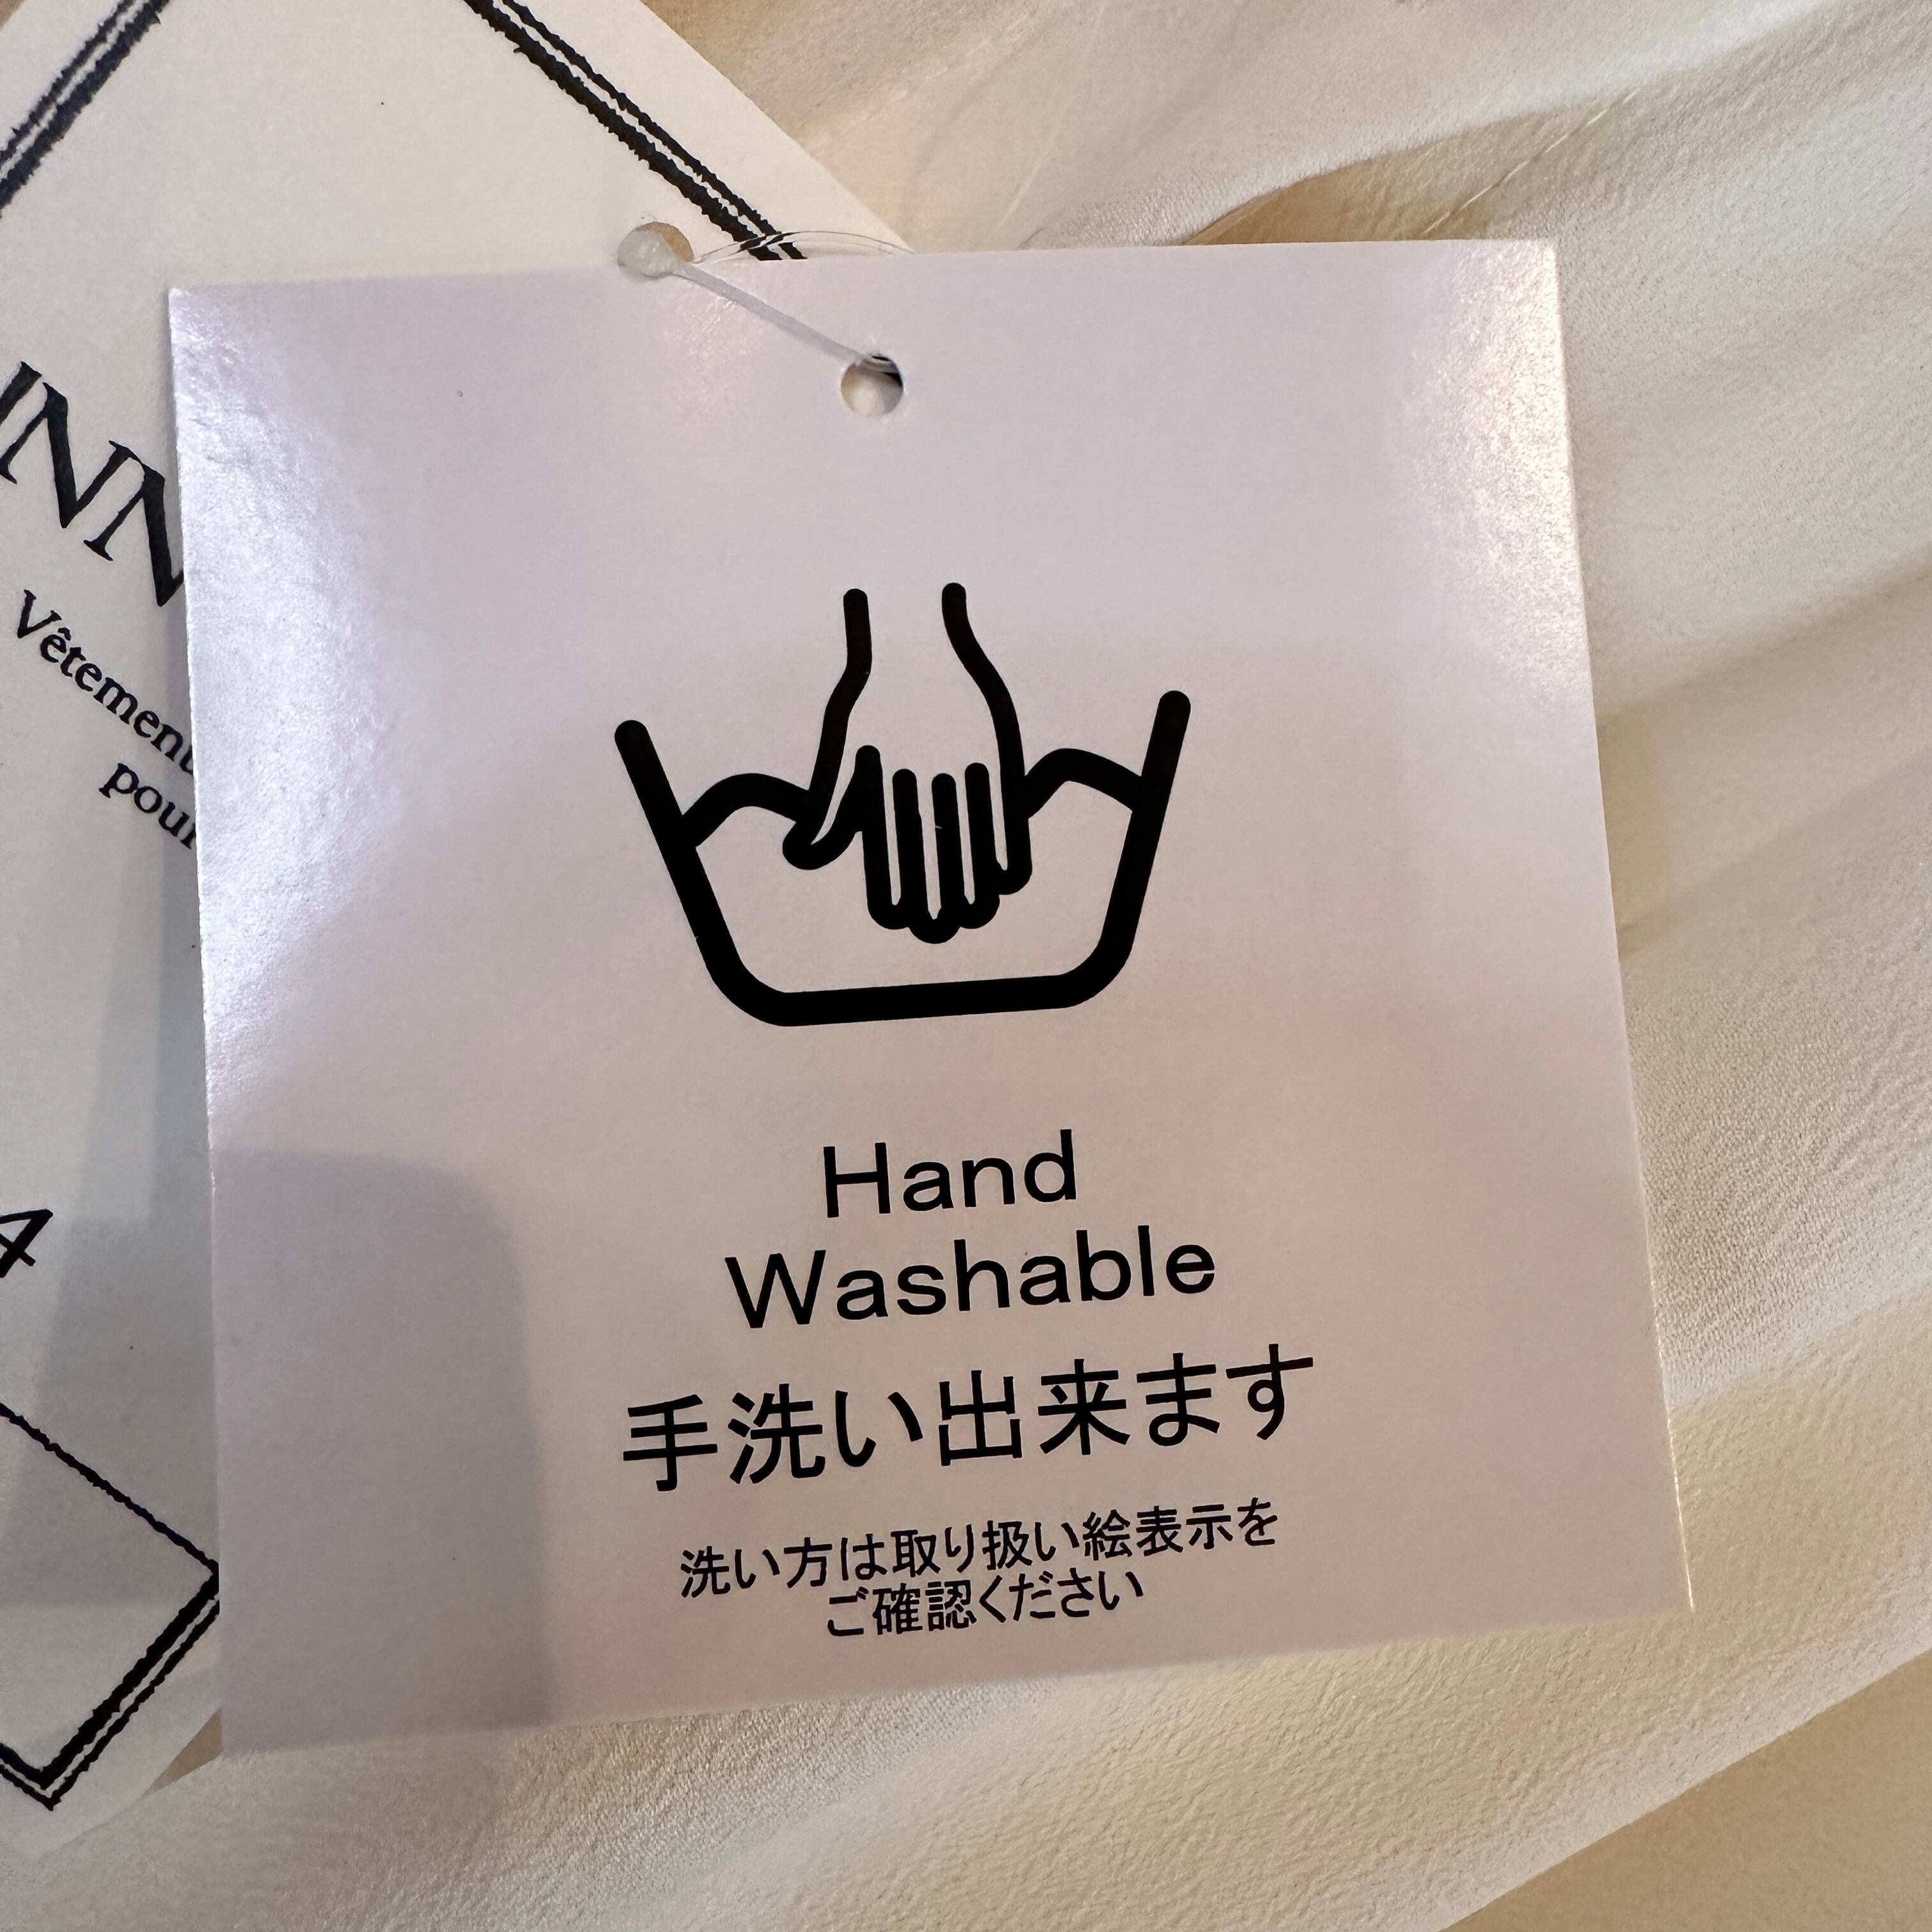 Vêtement
pour
Hand
Washable
手洗い出来ます
洗い方は取り扱い絵表示を
ご確認ください